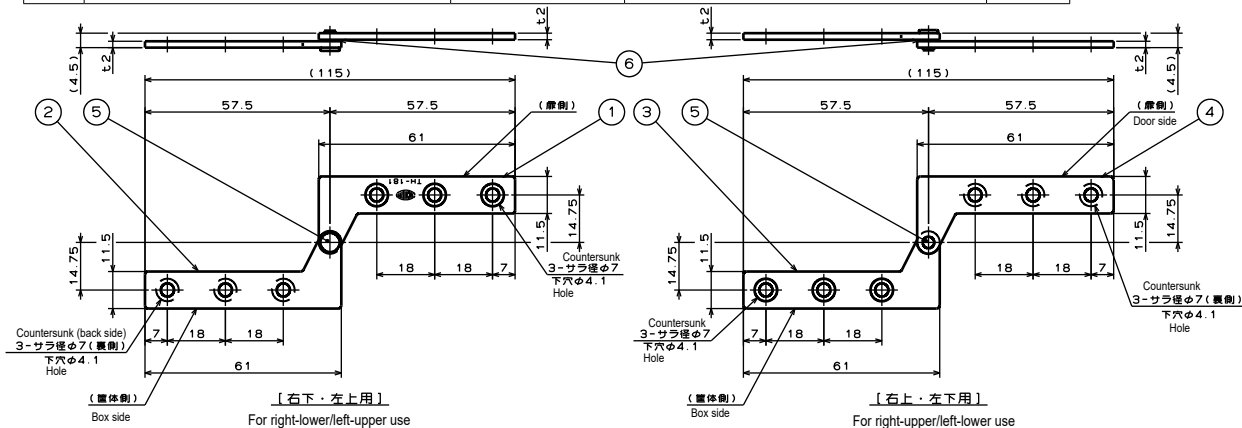 t2
t2
6
t2
t2
(4.5)
(4.5)
(115)
(115)
57.5
57.5
57.5
57.5
2
5
(扉側)
1
3
5
(扉側)
Door side
4
61
61
TH-181
14.75
11.5
14.75
11.5
14.75
11.5
14.75
11.5
18
18
7
Countersunk
3-サラ径φ7
下穴φ4.1
Hole
18
18
7
Countersunk
3-サラ径φ7(裏側)
下穴φ4.1
Hole
Countersunk (back side)
3-サラ径φ7(裏側)
下穴φ4.1
Hole
7
18
18
61
Countersunk
3-サラ径φ7
下穴φ4.1
Hole
7
18
18
61
(筐体側)
Box side
[右下・左上用]
For right-lower/left-upper use
(筐体側)
Box side
[右上・左下用]
For right-upper/left-lower use